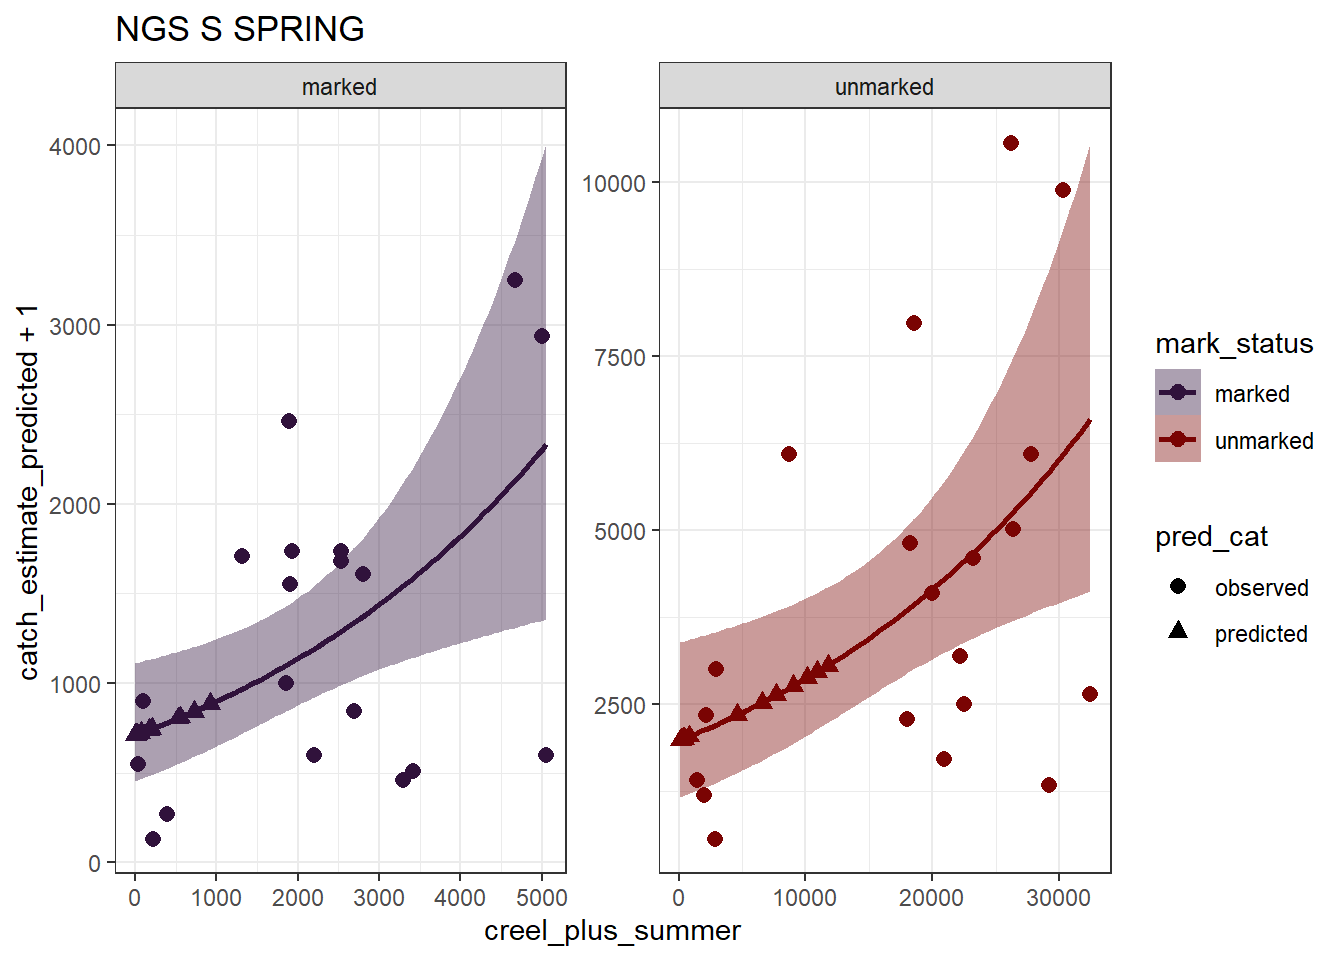 NGS S SPRING
marked
unmarked
catch_estimate_predicted + 1
4000
3000
2000
1000
0
10000
7500
5000
2500
0 1000 2000 3000 4000 5000
0 10000 20000 30000
creel_plus_summer
mark_status
marked
unmarked
pred_cat
observed
predicted